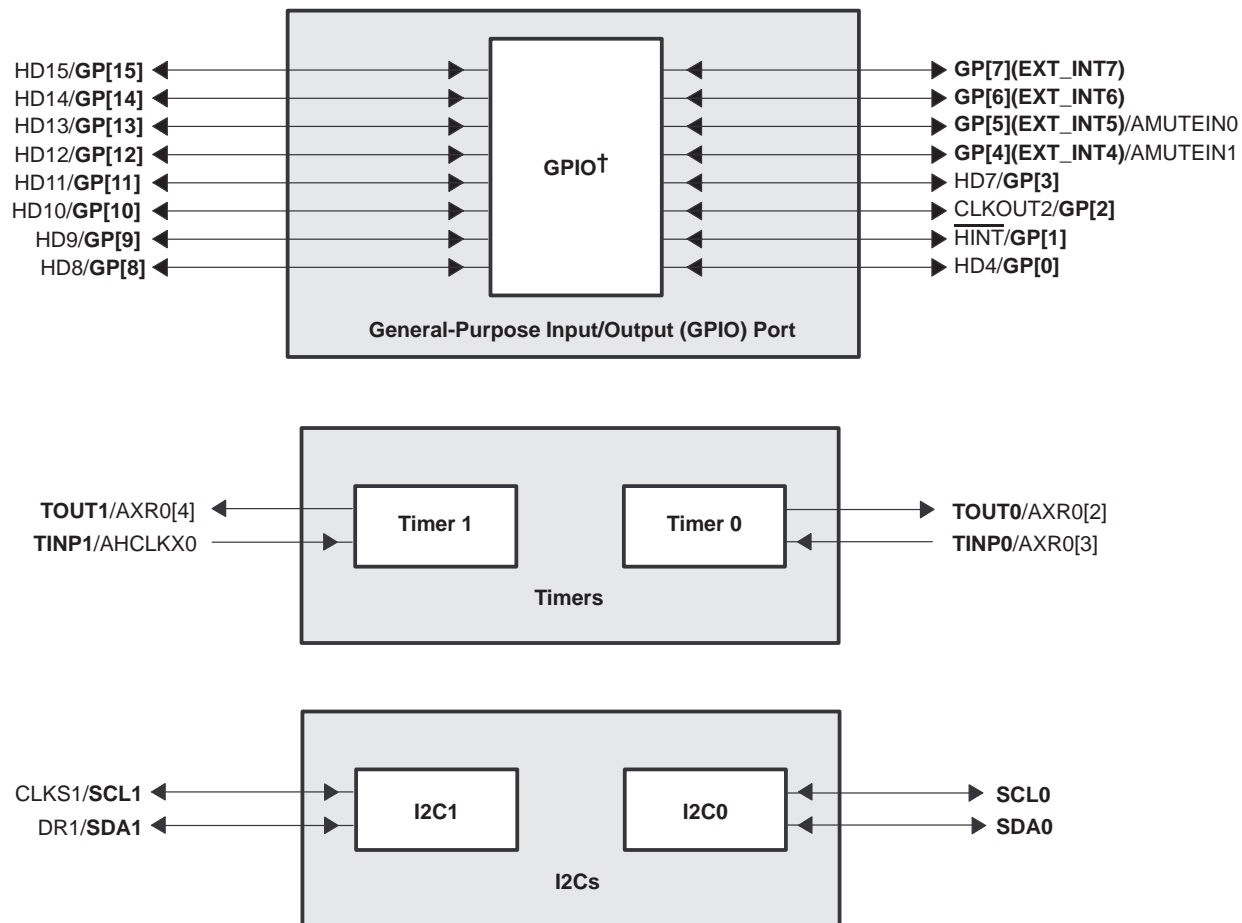 HD15/GP[15]
HD14/GP[14]
HD13/GP[13]
HD12/GP[12]
HD11/GP[11]
HD10/GP[10]
HD9/GP[9]
HD8/GP[8]
GPIO†
GP[7](EXT_INT7)
GP[6](EXT_INT6)
GP[5](EXT_INT5)/AMUTEIN0
GP[4](EXT_INT4)/AMUTEIN1
HD7/GP[3]
CLKOUT2/GP[2]
HINT/GP[1]
HD4/GP[0]
General-Purpose Input/Output (GPIO) Port
TOUT1/AXR0[4]
TINP1/AHCLKX0
Timer 1
Timer 0
TOUT0/AXR0[2]
TINP0/AXR0[3]
Timers
CLKS1/SCL1
DR1/SDA1
I2C1
I2C0
SCL0
SDA0
I2Cs